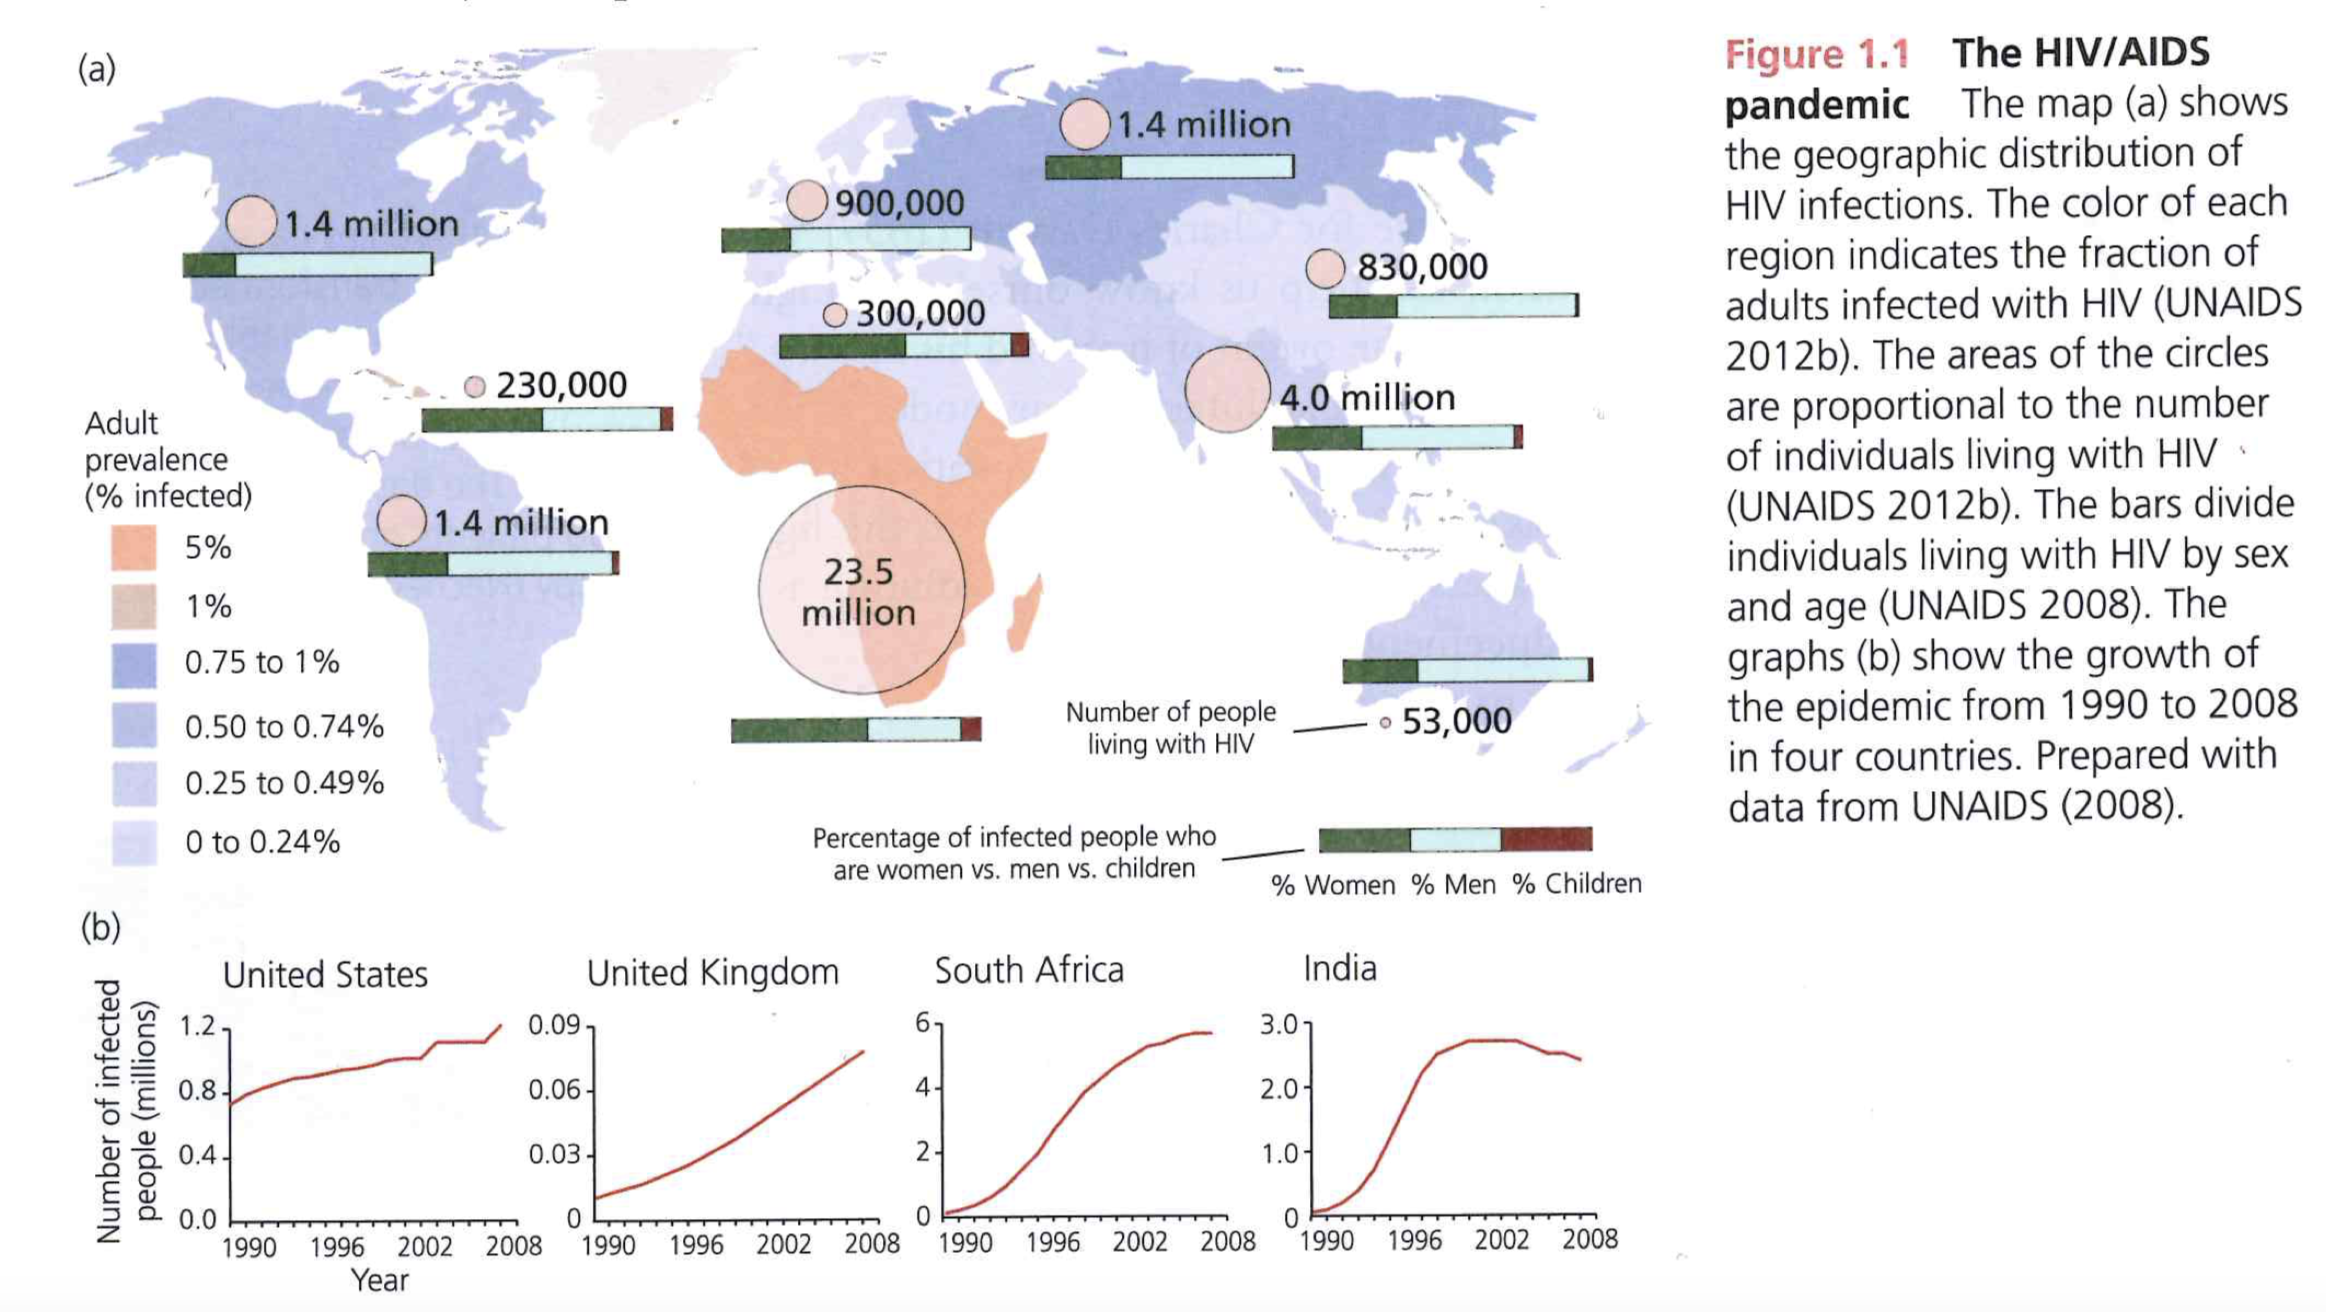 (a)
Figure 1.1 The HIV/AIDS
pandemic The map (a) shows
the geographic distribution of
HIV infections. The color of each
region indicates the fraction of
adults infected with HIV (UNAIDS
2012b). The areas of the circles
are proportional to the number
of individuals living with HIV
(UNAIDS 2012b). The bars divide
individuals living with HIV by sex
and age (UNAIDS 2008). The
graphs (b) show the growth of
the epidemic from 1990 to 2008
in four countries. Prepared with
data from UNAIDS (2008).
1.4 million
1.4 million
900,000
830,000
300,000
230,000
4.0 million
1.4 million
23.5
million
53,000
Number of people
living with HIV
Percentage of infected people who
are women vs. men vs. children
% Women % Men % Children
Adult
prevalence
(% infected)
5%
1%
0.75 to 1%
0.50 to 0.74%
0.25 to 0.49%
0 to 0.24%
(b)
Number of infected
people (millions)
United States
1.2
0.8
0.4
0.0
1990 1996 2002 2008
Year
United Kingdom
0.09
0.06
0.03
0
1990 1996 2002 2008
South Africa
6
4
2
0
1990 1996 2002 2008
India
3.0
2.0
1.0
0
1990 1996 2002 2008